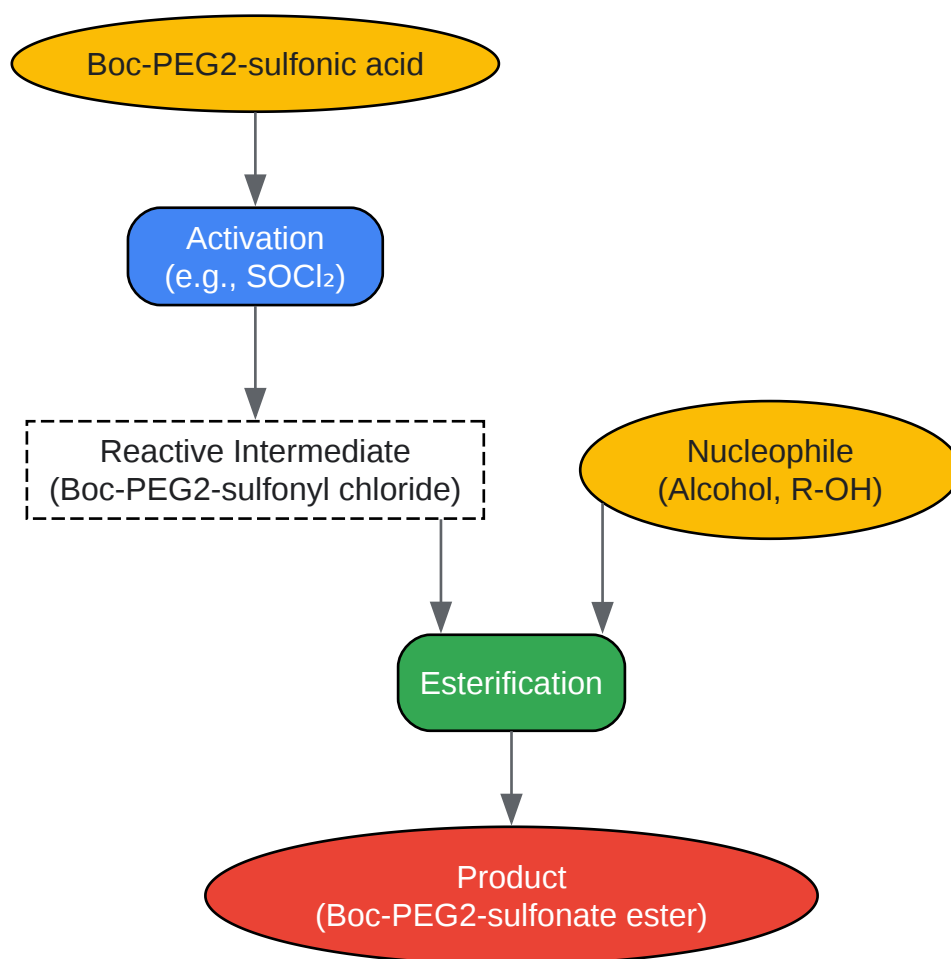 Boc-PEG2-sulfonic acid
Activation
(e.g., SOCl₂)
Reactive Intermediate
(Boc-PEG2-sulfonyl chloride)
Nucleophile
(Alcohol, R-OH)
Esterification
Product
(Boc-PEG2-sulfonate ester)